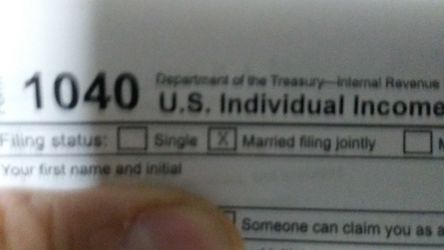 1040 Department of the Treasury—Internal Revenue
U.S. Individual Income
Filing status: Single X Married filing jointly
Your first name and initial
Someone can claim you as a